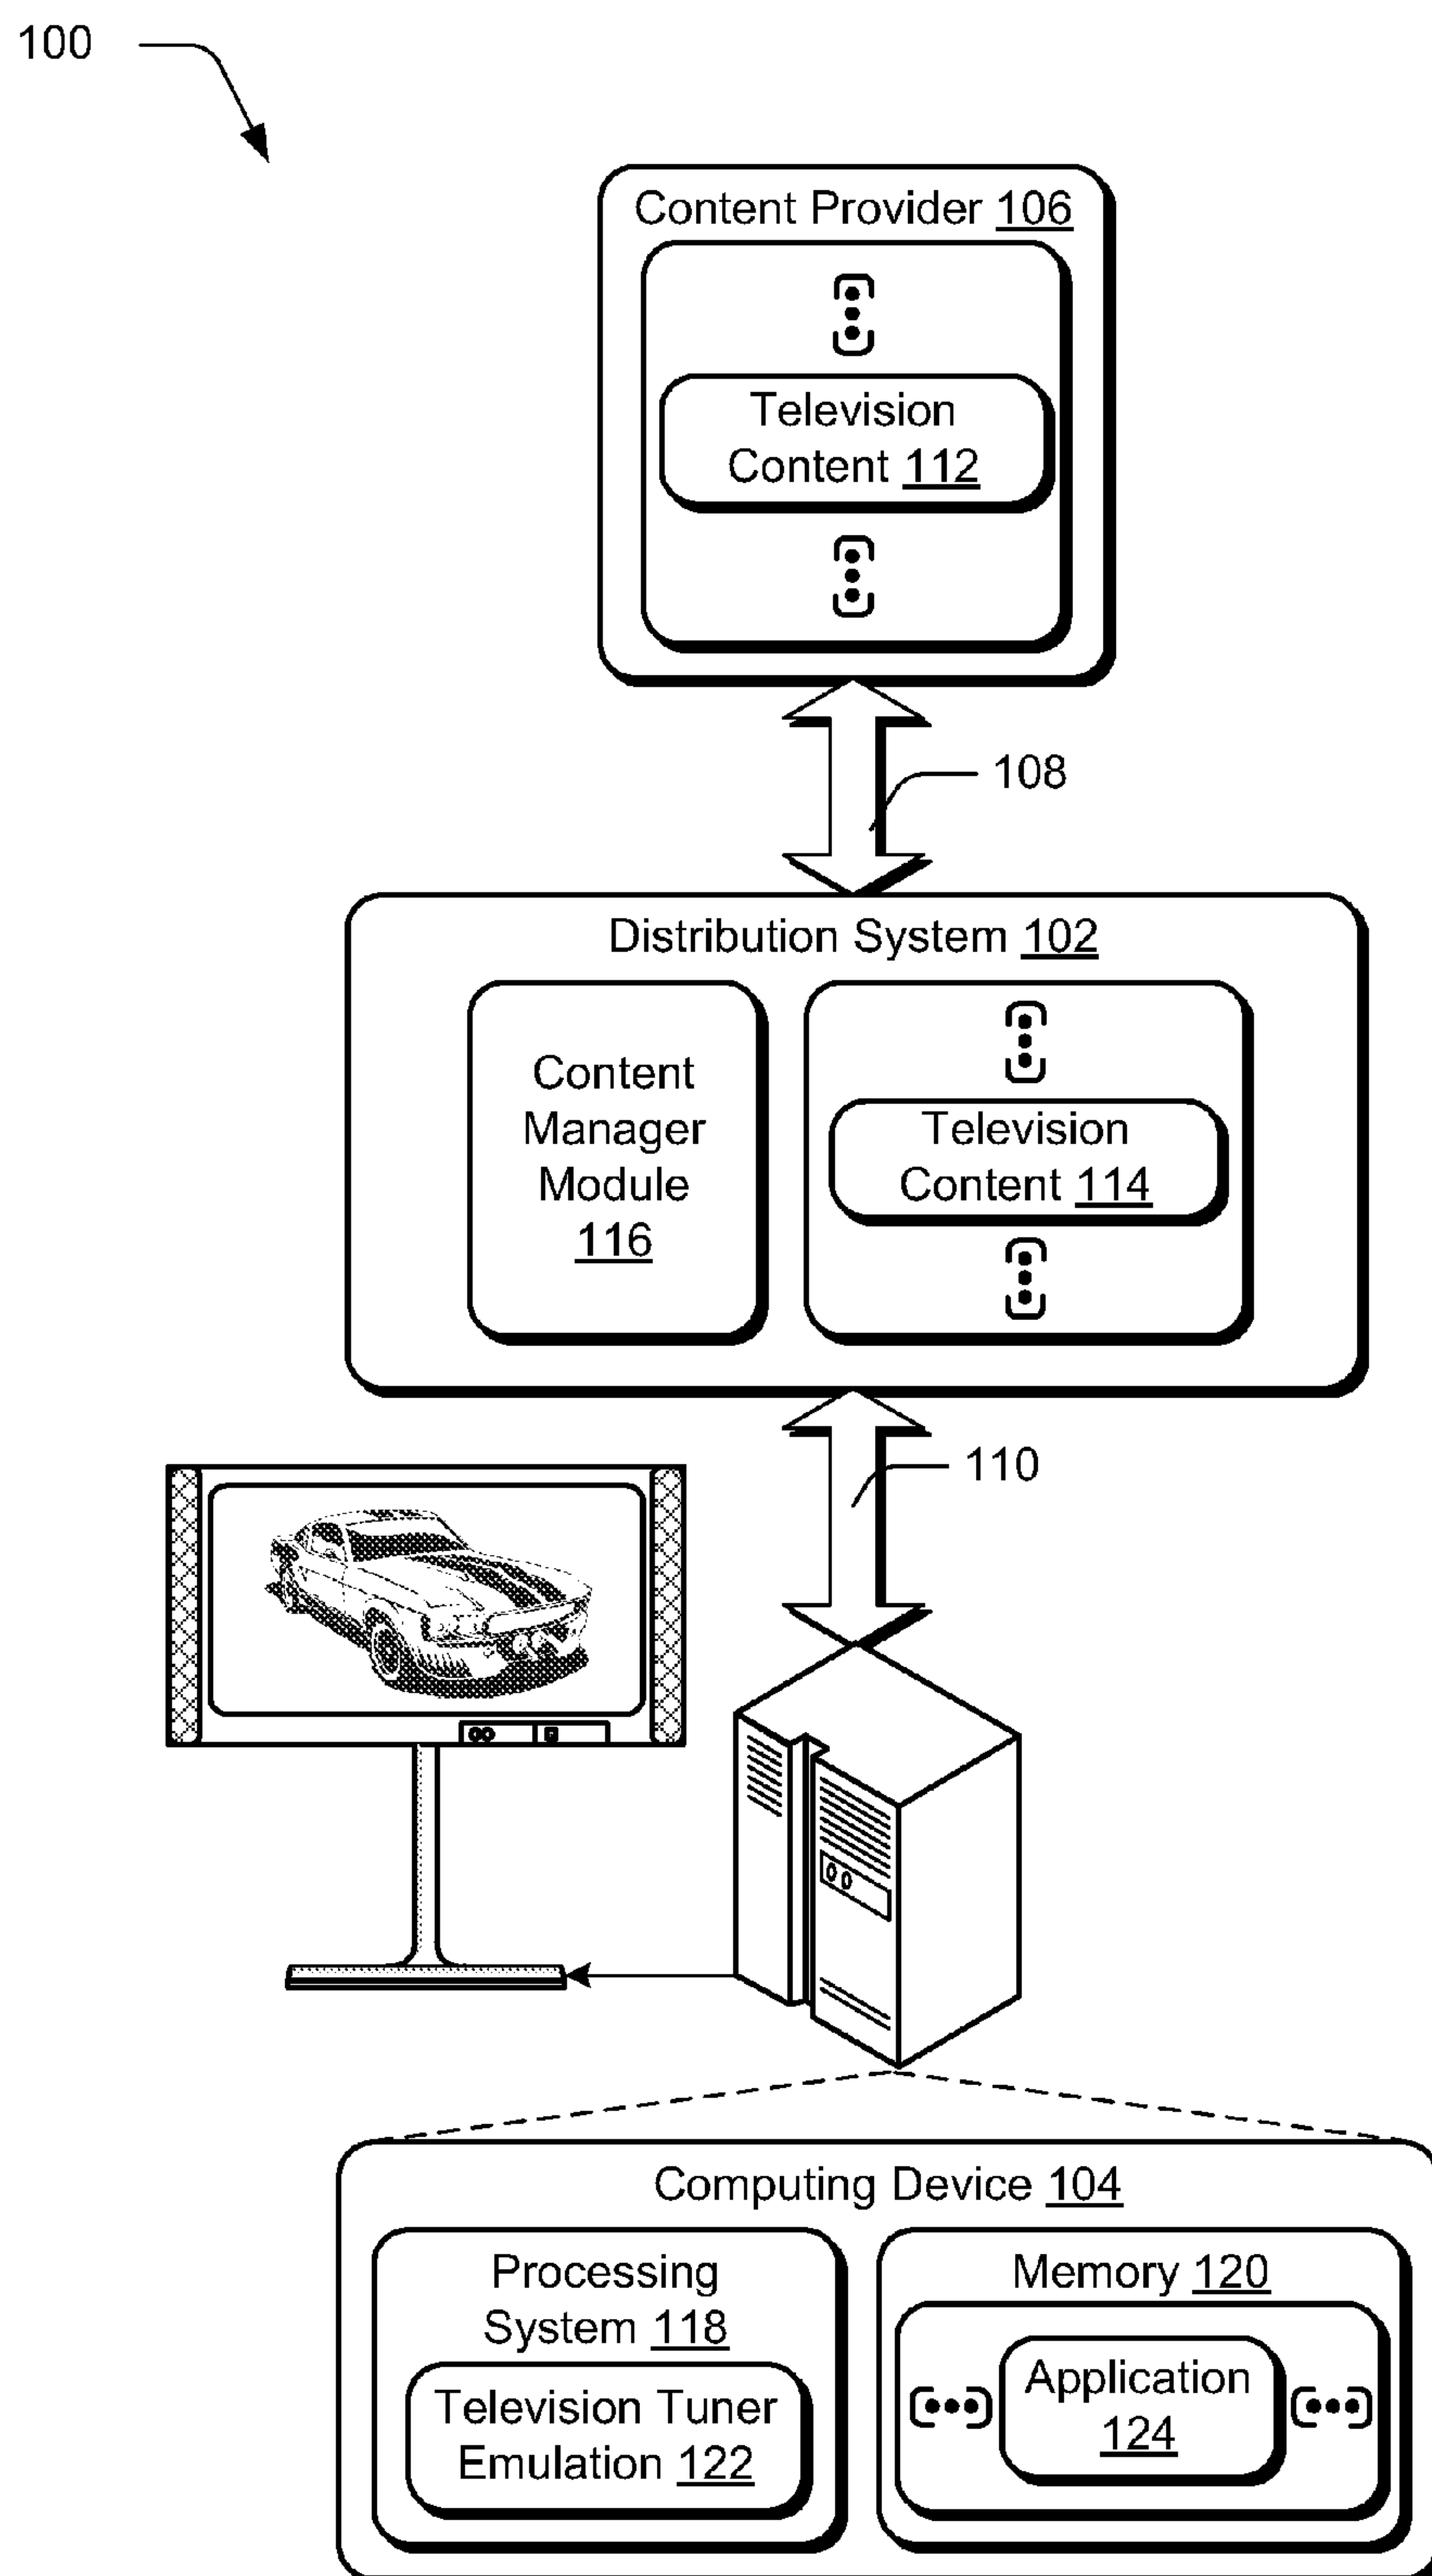 100
Content Provider 106
Television
Content 112
108
Distribution System 102
Content
Manager
Module
116
Television
Content 114
110
Computing Device 104
Processing
System 118
Television Tuner
Emulation 122
Memory 120
Application
124